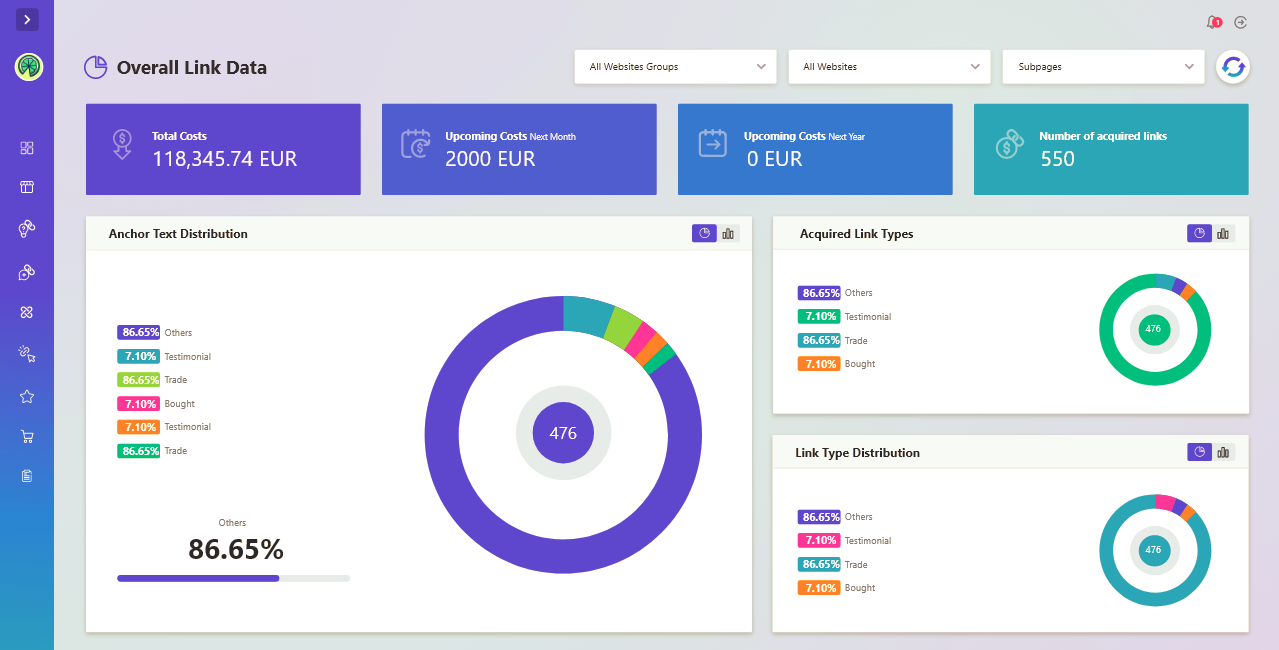 1
Overall Link Data
All Websites Groups
All Websites
Subpages
Total Costs
118,345.74 EUR
Upcoming Costs Next Month
2000 EUR
Upcoming Costs Next Year
0 EUR
Number of acquired links
550
Anchor Text Distribution
86.65% Others
7.10% Testimonial
86.65% Trade
7.10% Bought
7.10% Testimonial
86.65% Trade
476
Others
86.65%
Acquired Link Types
86.65% Others
7.10% Testimonial
86.65% Trade
7.10% Bought
476
Link Type Distribution
86.65% Others
7.10% Testimonial
86.65% Trade
7.10% Bought
476